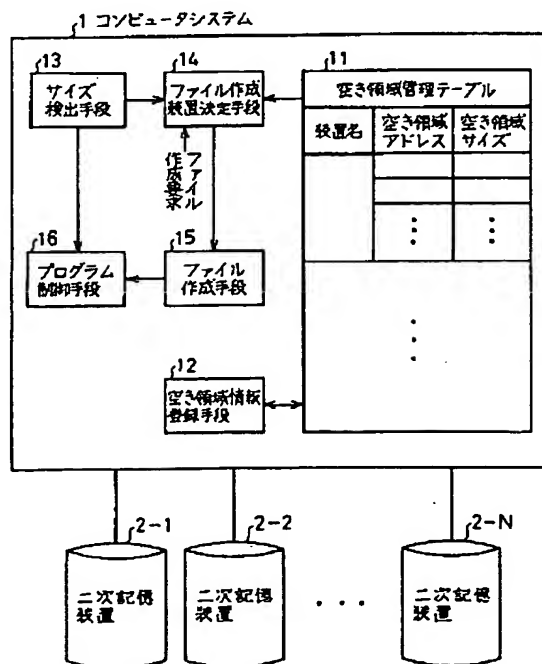 1 コンピュータシステム
13
サイズ
検出手段
14
ファイル作成
装置決定手段
11
空き領域管理テーブル
装置名
空き領域
アドレス
空き領域
サイズ
ファイル
作成要求
16
プログラム
制御手段
15
ファイル
作成手段
12
空き領域情報
登録手段
2-1
二次記憶
装置
2-2
二次記憶
装置
2-N
二次記憶
装置